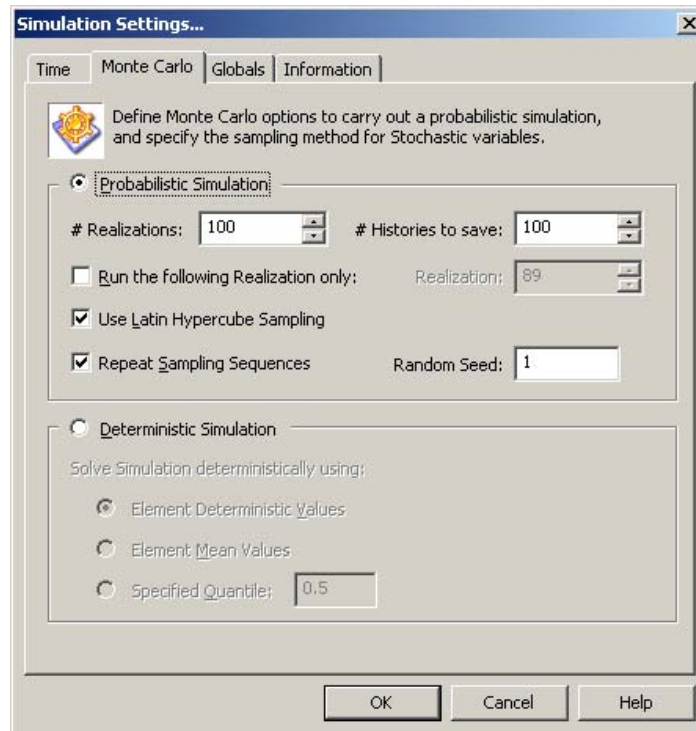 Simulation Settings...
Time Monte Carlo Globals Information
Define Monte Carlo options to carry out a probabilistic simulation,
and specify the sampling method for Stochastic variables.
Probabilistic Simulation
# Realizations: 100 # Histories to save: 100
Run the following Realization only: Realization: 89
Use Latin Hypercube Sampling
Repeat Sampling Sequences Random Seed: 1
Deterministic Simulation
Solve Simulation deterministically using:
Element Deterministic Values
Element Mean Values
Specified Quantile: 0.5
OK Cancel Help